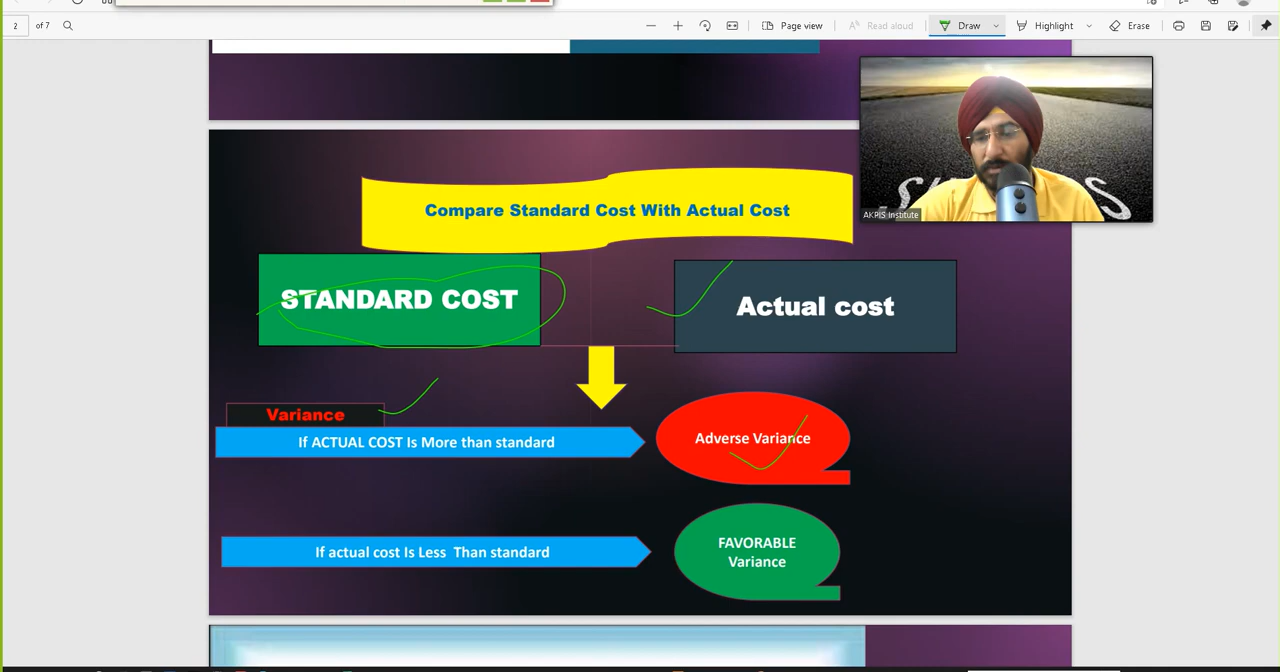 2 of 7
Page view
Read aloud
Draw
Highlight
Erase
AKPIS Institute
Compare Standard Cost With Actual Cost
STANDARD COST
Actual cost
Variance
If ACTUAL COST Is More than standard
Adverse Variance
If actual cost Is Less Than standard
FAVORABLE
Variance